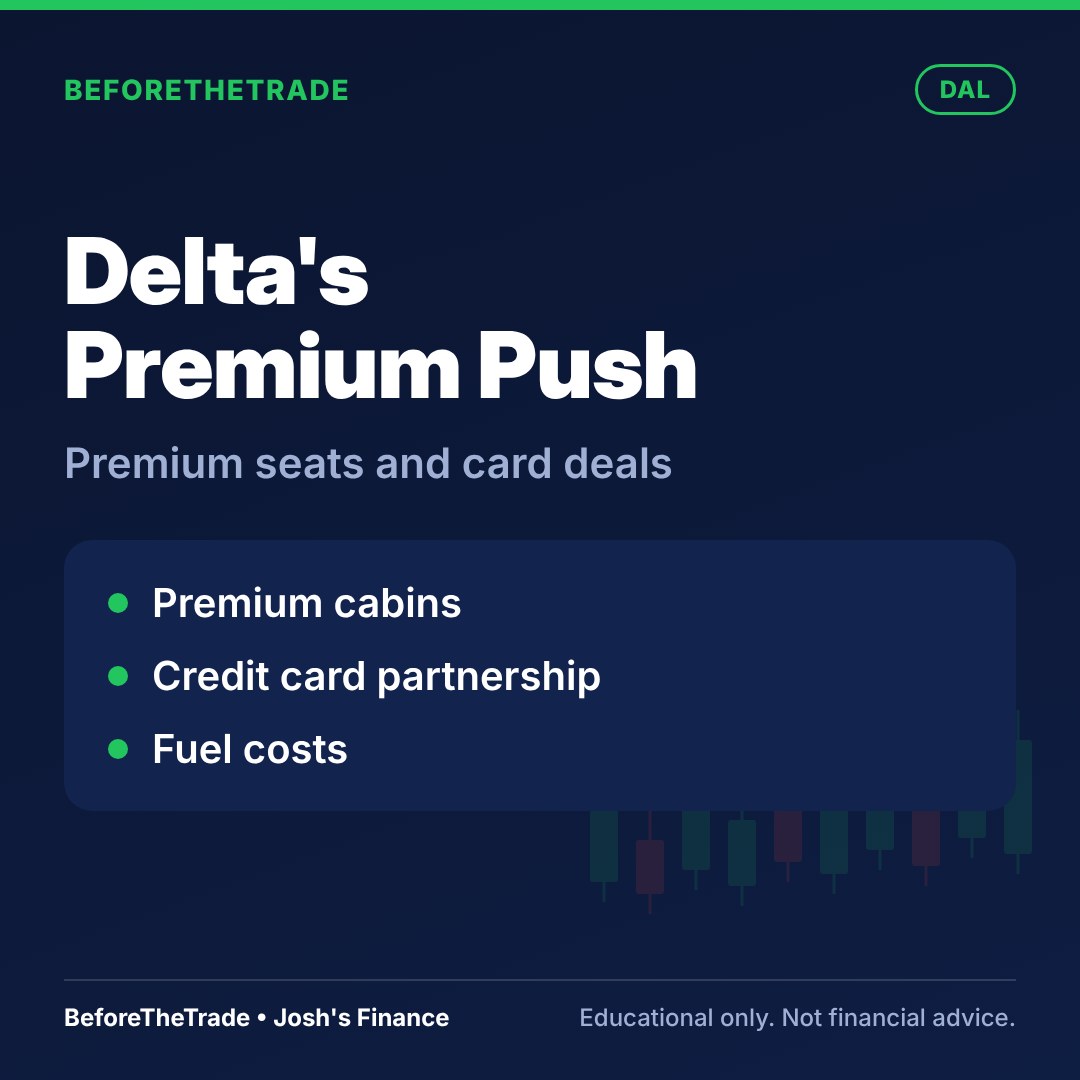 BEFORETHETRADE
DAL
Delta's
Premium Push
Premium seats and card deals
Premium cabins
Credit card partnership
Fuel costs
BeforeTheTrade • Josh's Finance
Educational only. Not financial advice.